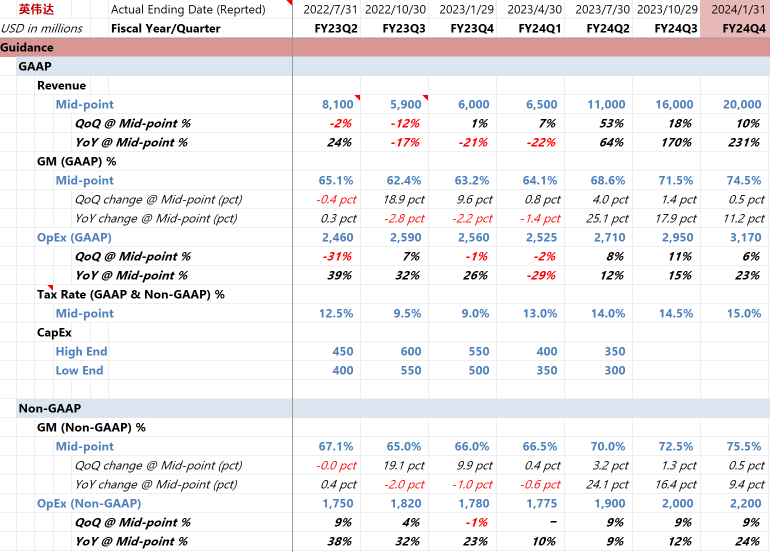 英伟达 Actual Ending Date (Reprted) 2022/7/31 2022/10/30 2023/1/29 2023/4/30 2023/7/30 2023/10/29 2024/1/31
USD in millions Fiscal Year/Quarter FY23Q2 FY23Q3 FY23Q4 FY24Q1 FY24Q2 FY24Q3 FY24Q4
Guidance
GAAP
Revenue
Mid-point 8,100 5,900 6,000 6,500 11,000 16,000 20,000
QoQ @ Mid-point % -2% -12% 1% 7% 53% 18% 10%
YoY @ Mid-point % 24% -17% -21% -22% 64% 170% 231%
GM (GAAP) %
Mid-point 65.1% 62.4% 63.2% 64.1% 68.6% 71.5% 74.5%
QoQ change @ Mid-point (pct) -0.4 pct 18.9 pct 9.6 pct 0.8 pct 4.0 pct 1.4 pct 0.5 pct
YoY change @ Mid-point (pct) 0.3 pct -2.8 pct -2.2 pct -1.4 pct 25.1 pct 17.9 pct 11.2 pct
OpEx (GAAP) 2,460 2,590 2,560 2,525 2,710 2,950 3,170
QoQ @ Mid-point % -31% 7% -1% -2% 8% 11% 6%
YoY @ Mid-point % 39% 32% 26% -29% 12% 15% 23%
Tax Rate (GAAP & Non-GAAP) %
Mid-point 12.5% 9.5% 9.0% 13.0% 14.0% 14.5% 15.0%
CapEx
High End 450 600 550 400 350
Low End 400 550 500 350 300
Non-GAAP
GM (Non-GAAP) %
Mid-point 67.1% 65.0% 66.0% 66.5% 70.0% 72.5% 75.5%
QoQ change @ Mid-point (pct) -0.0 pct 19.1 pct 9.9 pct 0.4 pct 3.2 pct 1.3 pct 0.5 pct
YoY change @ Mid-point (pct) 0.4 pct -2.0 pct -1.0 pct -0.6 pct 24.1 pct 16.4 pct 9.4 pct
OpEx (Non-GAAP) 1,750 1,820 1,780 1,775 1,900 2,000 2,200
QoQ @ Mid-point % 9% 4% -1% – 9% 9% 9%
YoY @ Mid-point % 38% 32% 23% 10% 9% 12% 24%